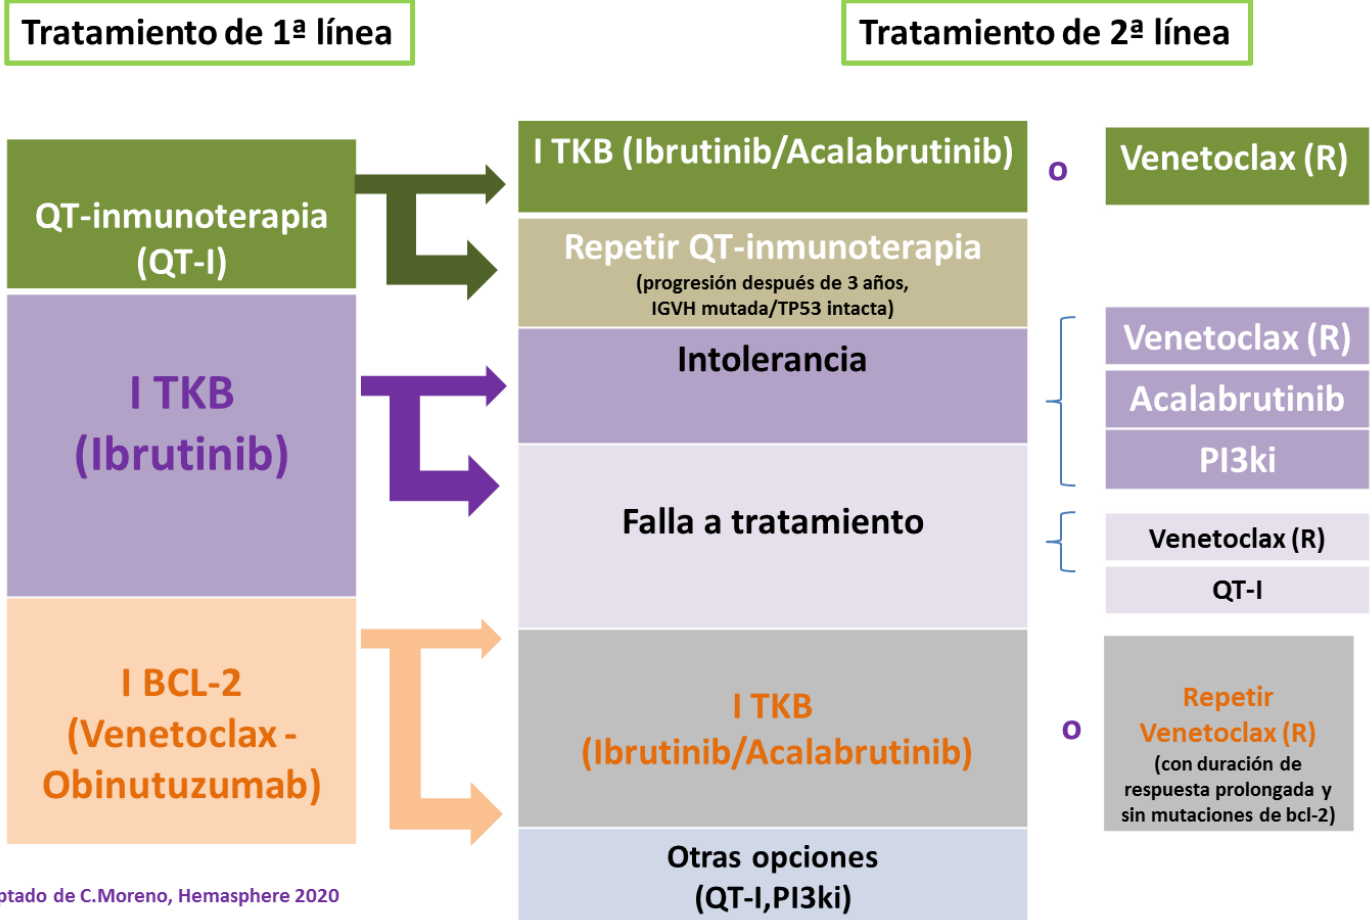 Tratamiento de 1ª línea
Tratamiento de 2ª línea
QT-inmunoterapia
(QT-I)
I TKB (Ibrutinib/Acalabrutinib)
o
Venetoclax (R)
Repetir QT-inmunoterapia
(progresión después de 3 años,
IGVH mutada/TP53 intacta)
I TKB
(Ibrutinib)
Intolerancia
Venetoclax (R)
Acalabrutinib
PI3ki
Falla a tratamiento
Venetoclax (R)
QT-I
I BCL-2
(Venetoclax -
Obinutuzumab)
I TKB
(Ibrutinib/Acalabrutinib)
o
Repetir
Venetoclax (R)
(con duración de
respuesta prolongada y
sin mutaciones de bcl-2)
Otras opciones
(QT-I,PI3ki)
ptado de C.Moreno, Hemasphere 2020